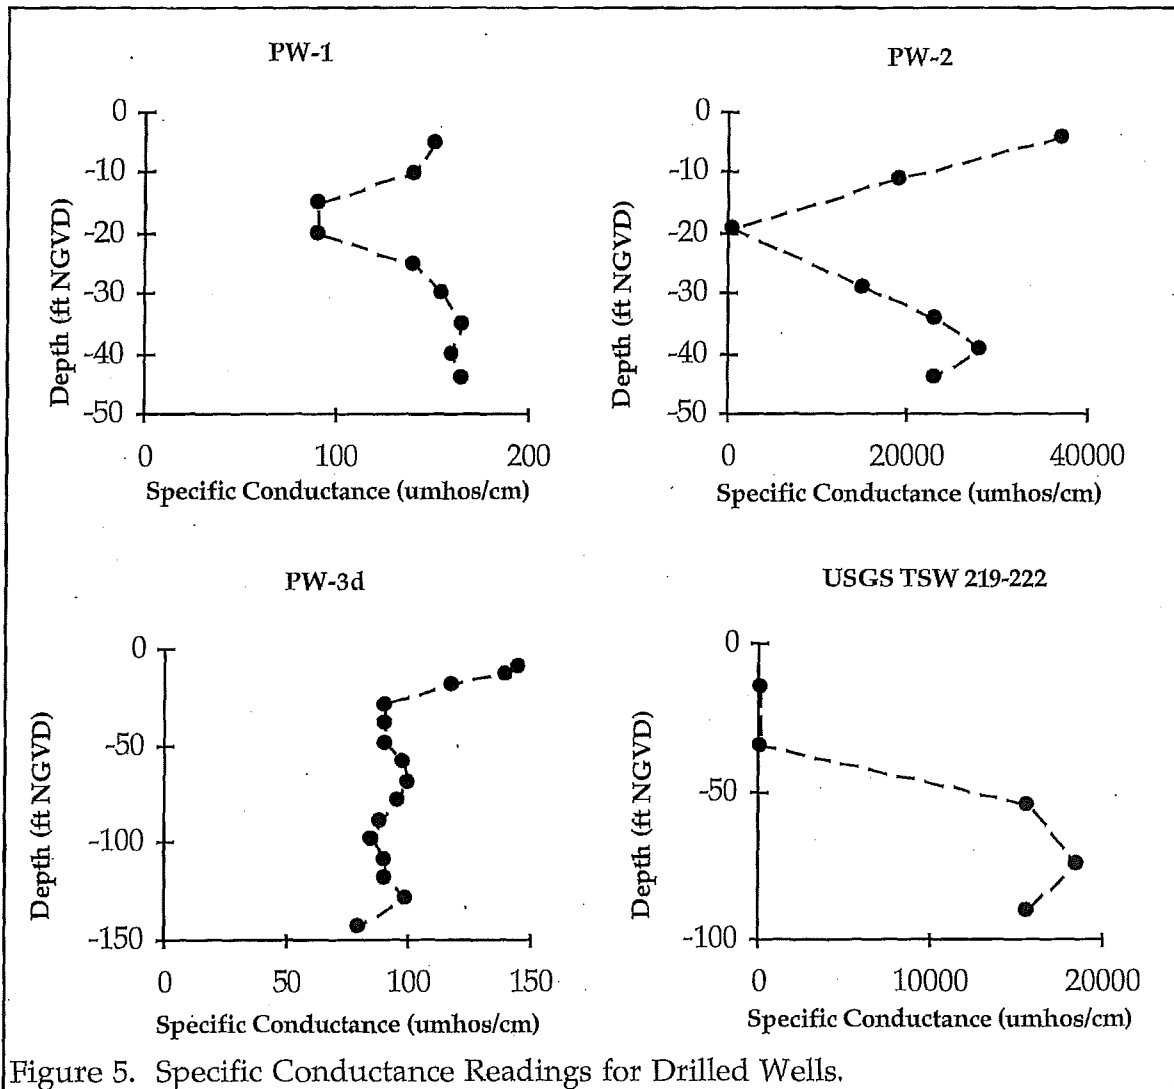 PW-1
0
-10
-20
-30
-40
-50
Depth (ft NGVD)
0 100 200
Specific Conductance (umhos/cm)
PW-2
0
-10
-20
-30
-40
-50
Depth (ft NGVD)
0 20000 40000
Specific Conductance (umhos/cm)
PW-3d
0
-50
-100
-150
Depth (ft NGVD)
0 50 100 150
Specific Conductance (umhos/cm)
USGS TSW 219-222
0
-50
-100
Depth (ft NGVD)
0 10000 20000
Specific Conductance (umhos/cm)
Figure 5. Specific Conductance Readings for Drilled Wells.